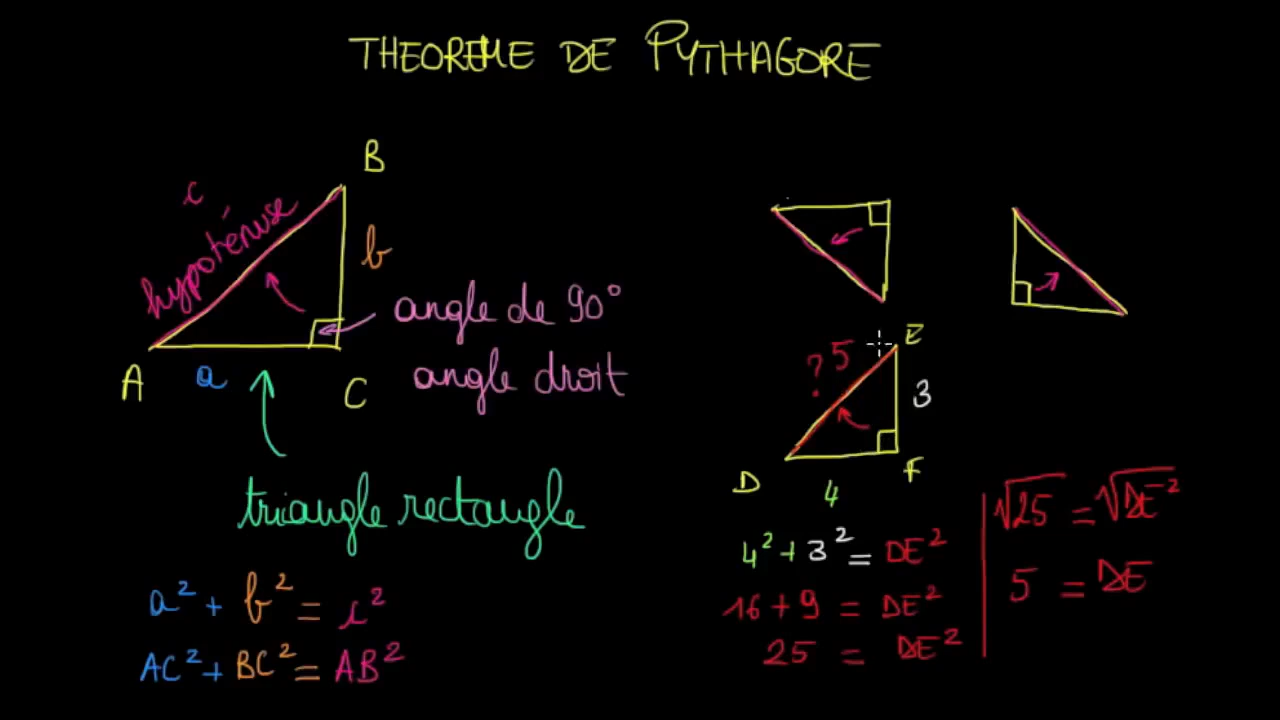 THEOREME DE PYTHAGORE
B
c
hypoténuse
b
angle de 90°
A
a
C
angle droit
triangle rectangle
a² + b² = c²
AC² + BC² = AB²
E
? 5
3
D
F
4
4² + 3² = DE²
16 + 9 = DE²
25 = DE²
√25 = √DE²
5 = DE